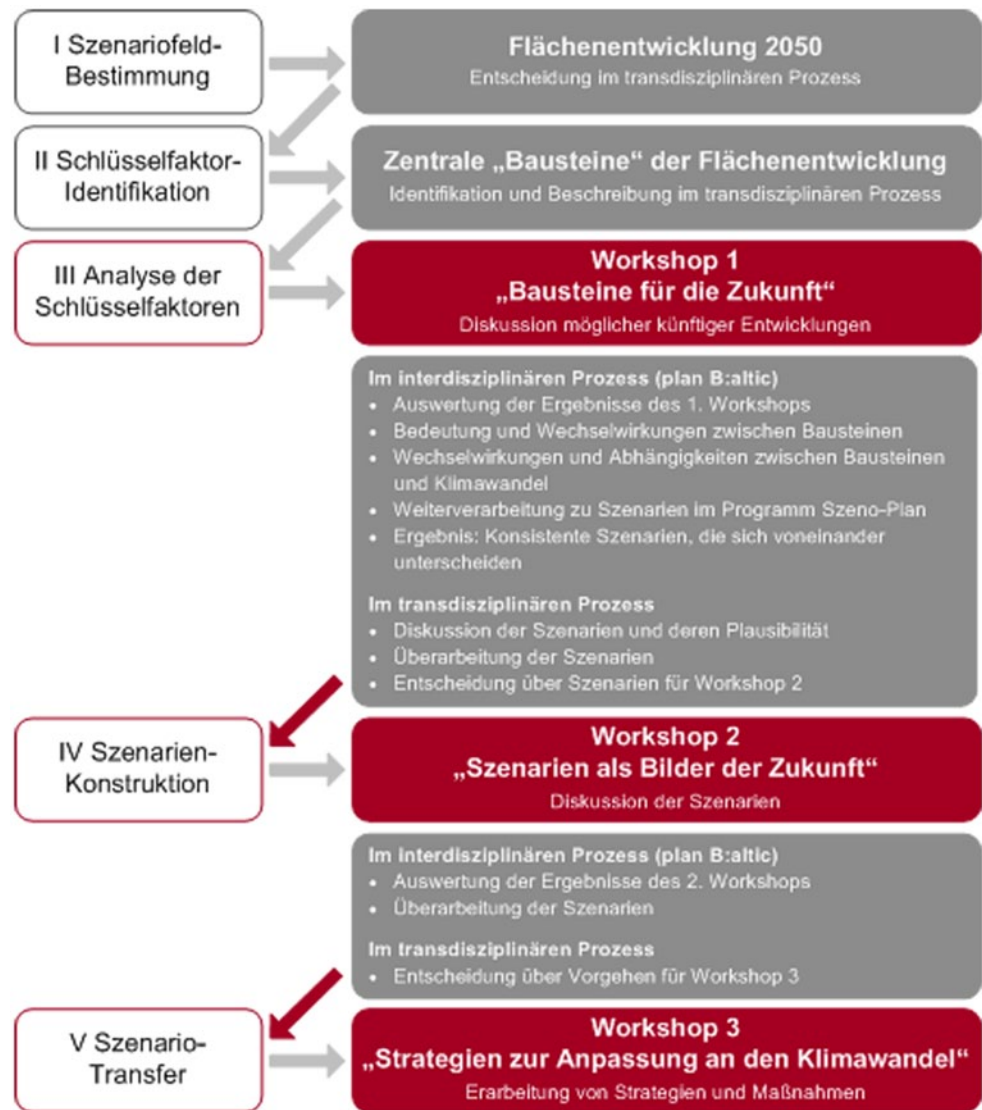 I Szenariofeld-
Bestimmung
Flächenentwicklung 2050
Entscheidung im transdisziplinären Prozess
II Schlüsselfaktor-
Identifikation
Zentrale „Bausteine“ der Flächenentwicklung
Identifikation und Beschreibung im transdisziplinären Prozess
III Analyse der
Schlüsselfaktoren
Workshop 1
„Bausteine für die Zukunft“
Diskussion möglicher künftiger Entwicklungen
Im interdisziplinären Prozess (plan B:altic)
• Auswertung der Ergebnisse des 1. Workshops
• Bedeutung und Wechselwirkungen zwischen Bausteinen
• Wechselwirkungen und Abhängigkeiten zwischen Bausteinen
und Klimawandel
• Weiterverarbeitung zu Szenarien im Programm Szeno-Plan
• Ergebnis: Konsistente Szenarien, die sich voneinander
unterscheiden
Im transdisziplinären Prozess
• Diskussion der Szenarien und deren Plausibilität
• Überarbeitung der Szenarien
• Entscheidung über Szenarien für Workshop 2
IV Szenarien-
Konstruktion
Workshop 2
„Szenarien als Bilder der Zukunft“
Diskussion der Szenarien
Im interdisziplinären Prozess (plan B:altic)
• Auswertung der Ergebnisse des 2. Workshops
• Überarbeitung der Szenarien
Im transdisziplinären Prozess
• Entscheidung über Vorgehen für Workshop 3
V Szenario-
Transfer
Workshop 3
„Strategien zur Anpassung an den Klimawandel“
Erarbeitung von Strategien und Maßnahmen